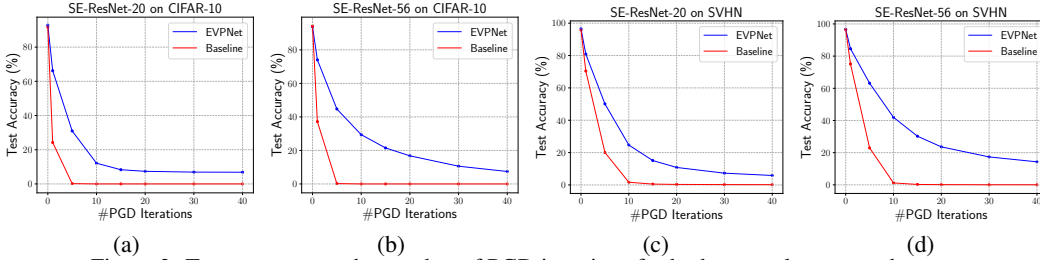 SE-ResNet-20 on CIFAR-10
EVPNet
Baseline
Test Accuracy (%)
80
60
40
20
0
0 10 20 30 40
#PGD Iterations
(a)
SE-ResNet-56 on CIFAR-10
EVPNet
Baseline
Test Accuracy (%)
80
60
40
20
0
0 10 20 30 40
#PGD Iterations
(b)
SE-ResNet-20 on SVHN
EVPNet
Baseline
Test Accuracy (%)
100
80
60
40
20
0
0 10 20 30 40
#PGD Iterations
(c)
SE-ResNet-56 on SVHN
EVPNet
Baseline
Test Accuracy (%)
100
80
60
40
20
0
0 10 20 30 40
#PGD Iterations
(d)